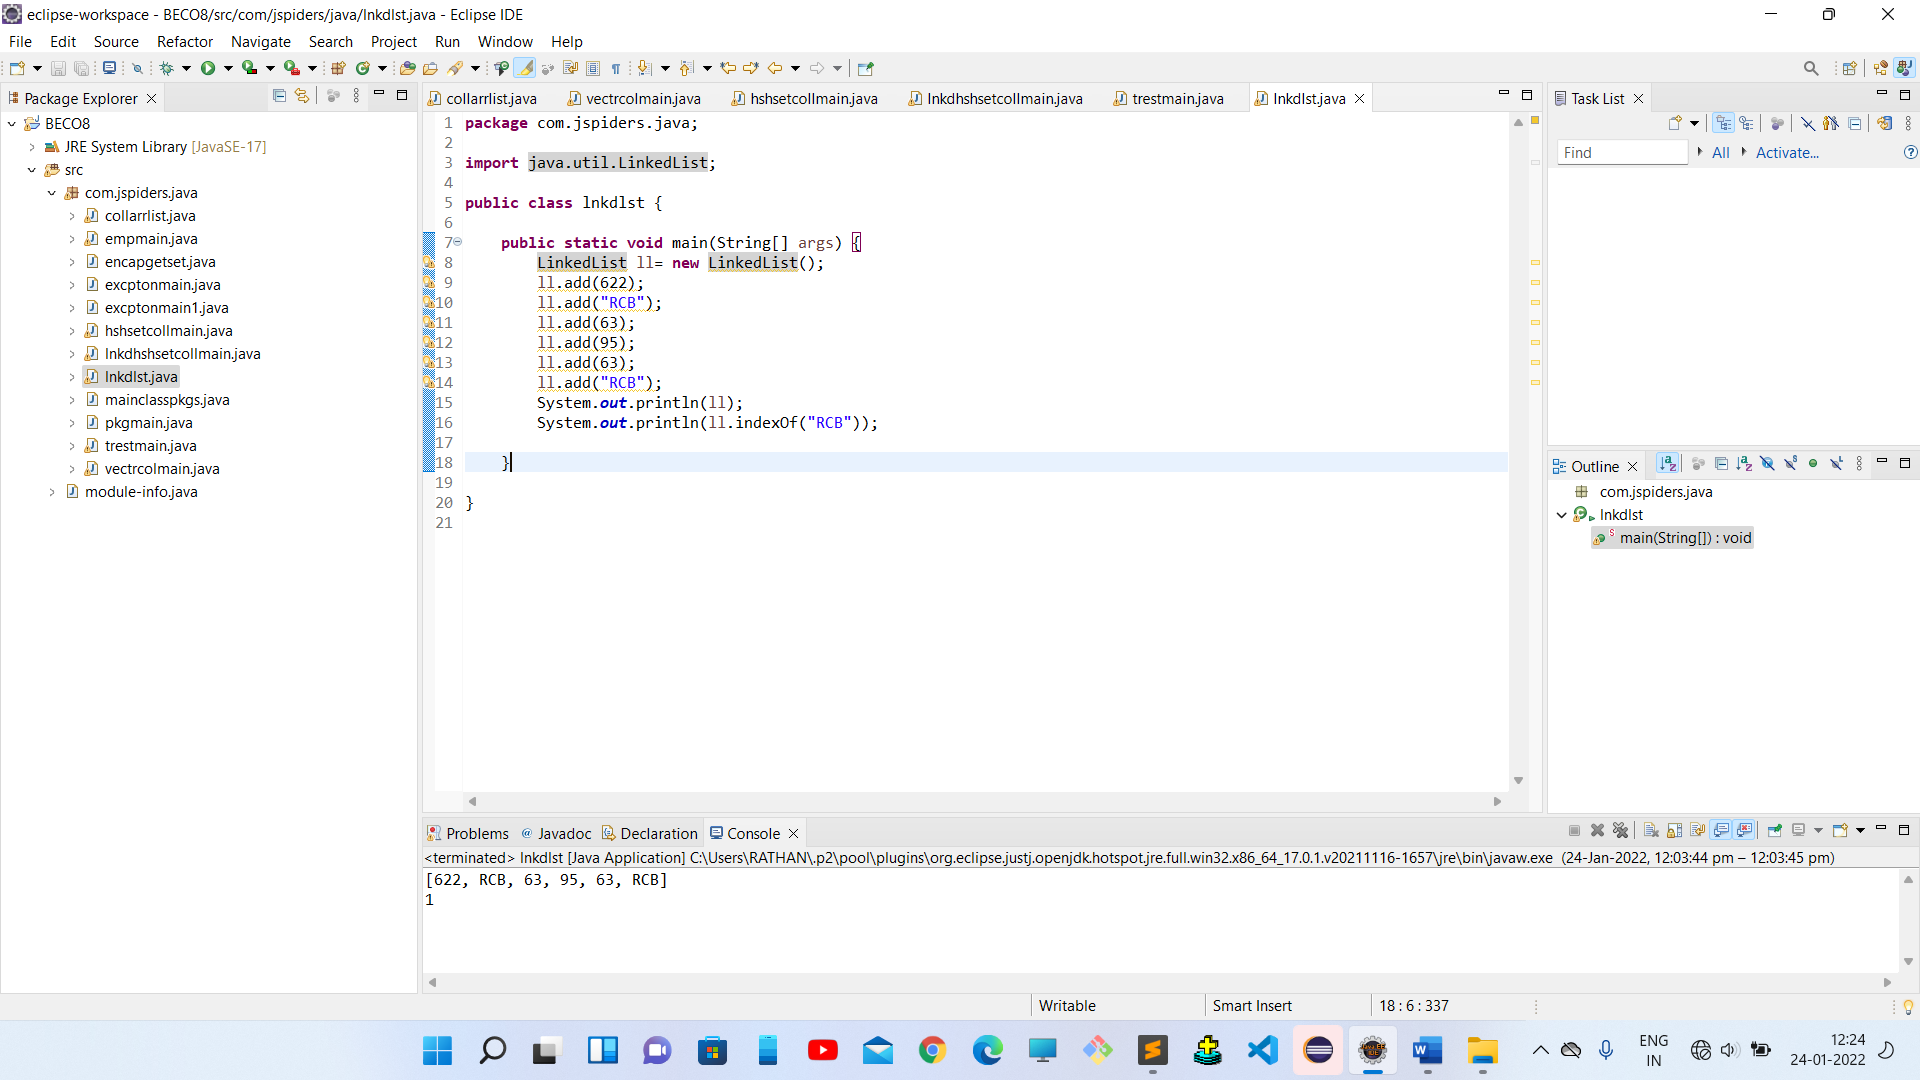 eclipse-workspace - BECO8/src/com/jspiders/java/lnkdlst.java - Eclipse IDE
File Edit Source Refactor Navigate Search Project Run Window Help
Package Explorer
BECO8
JRE System Library [JavaSE-17]
src
com.jspiders.java
collarrlist.java
empmain.java
encapgetset.java
excptonmain.java
excptonmain1.java
hshsetcollmain.java
lnkdhshsetcollmain.java
lnkdlst.java
mainclasspkgs.java
pkgmain.java
trestmain.java
vectrcolmain.java
module-info.java
collarrlist.java vectrcolmain.java hshsetcollmain.java lnkdhshsetcollmain.java trestmain.java lnkdlst.java
1 package com.jspiders.java;
2
3 import java.util.LinkedList;
4
5 public class lnkdlst {
6
7 public static void main(String[] args) {
8 LinkedList ll= new LinkedList();
9 ll.add(622);
10 ll.add("RCB");
11 ll.add(63);
12 ll.add(95);
13 ll.add(63);
14 ll.add("RCB");
15 System.out.println(ll);
16 System.out.println(ll.indexOf("RCB"));
17
18 }
19
20 }
21
Task List
Find All Activate...
Outline
com.jspiders.java
lnkdlst
main(String[]) : void
Problems Javadoc Declaration Console
<terminated> lnkdlst [Java Application] C:\Users\RATHAN\.p2\pool\plugins\org.eclipse.justj.openjdk.hotspot.jre.full.win32.x86_64_17.0.1.v20211116-1657\jre\bin\javaw.exe (24-Jan-2022, 12:03:44 pm – 12:03:45 pm)
[622, RCB, 63, 95, 63, RCB]
1
Writable Smart Insert 18 : 6 : 337
ENG
IN
12:24
24-01-2022